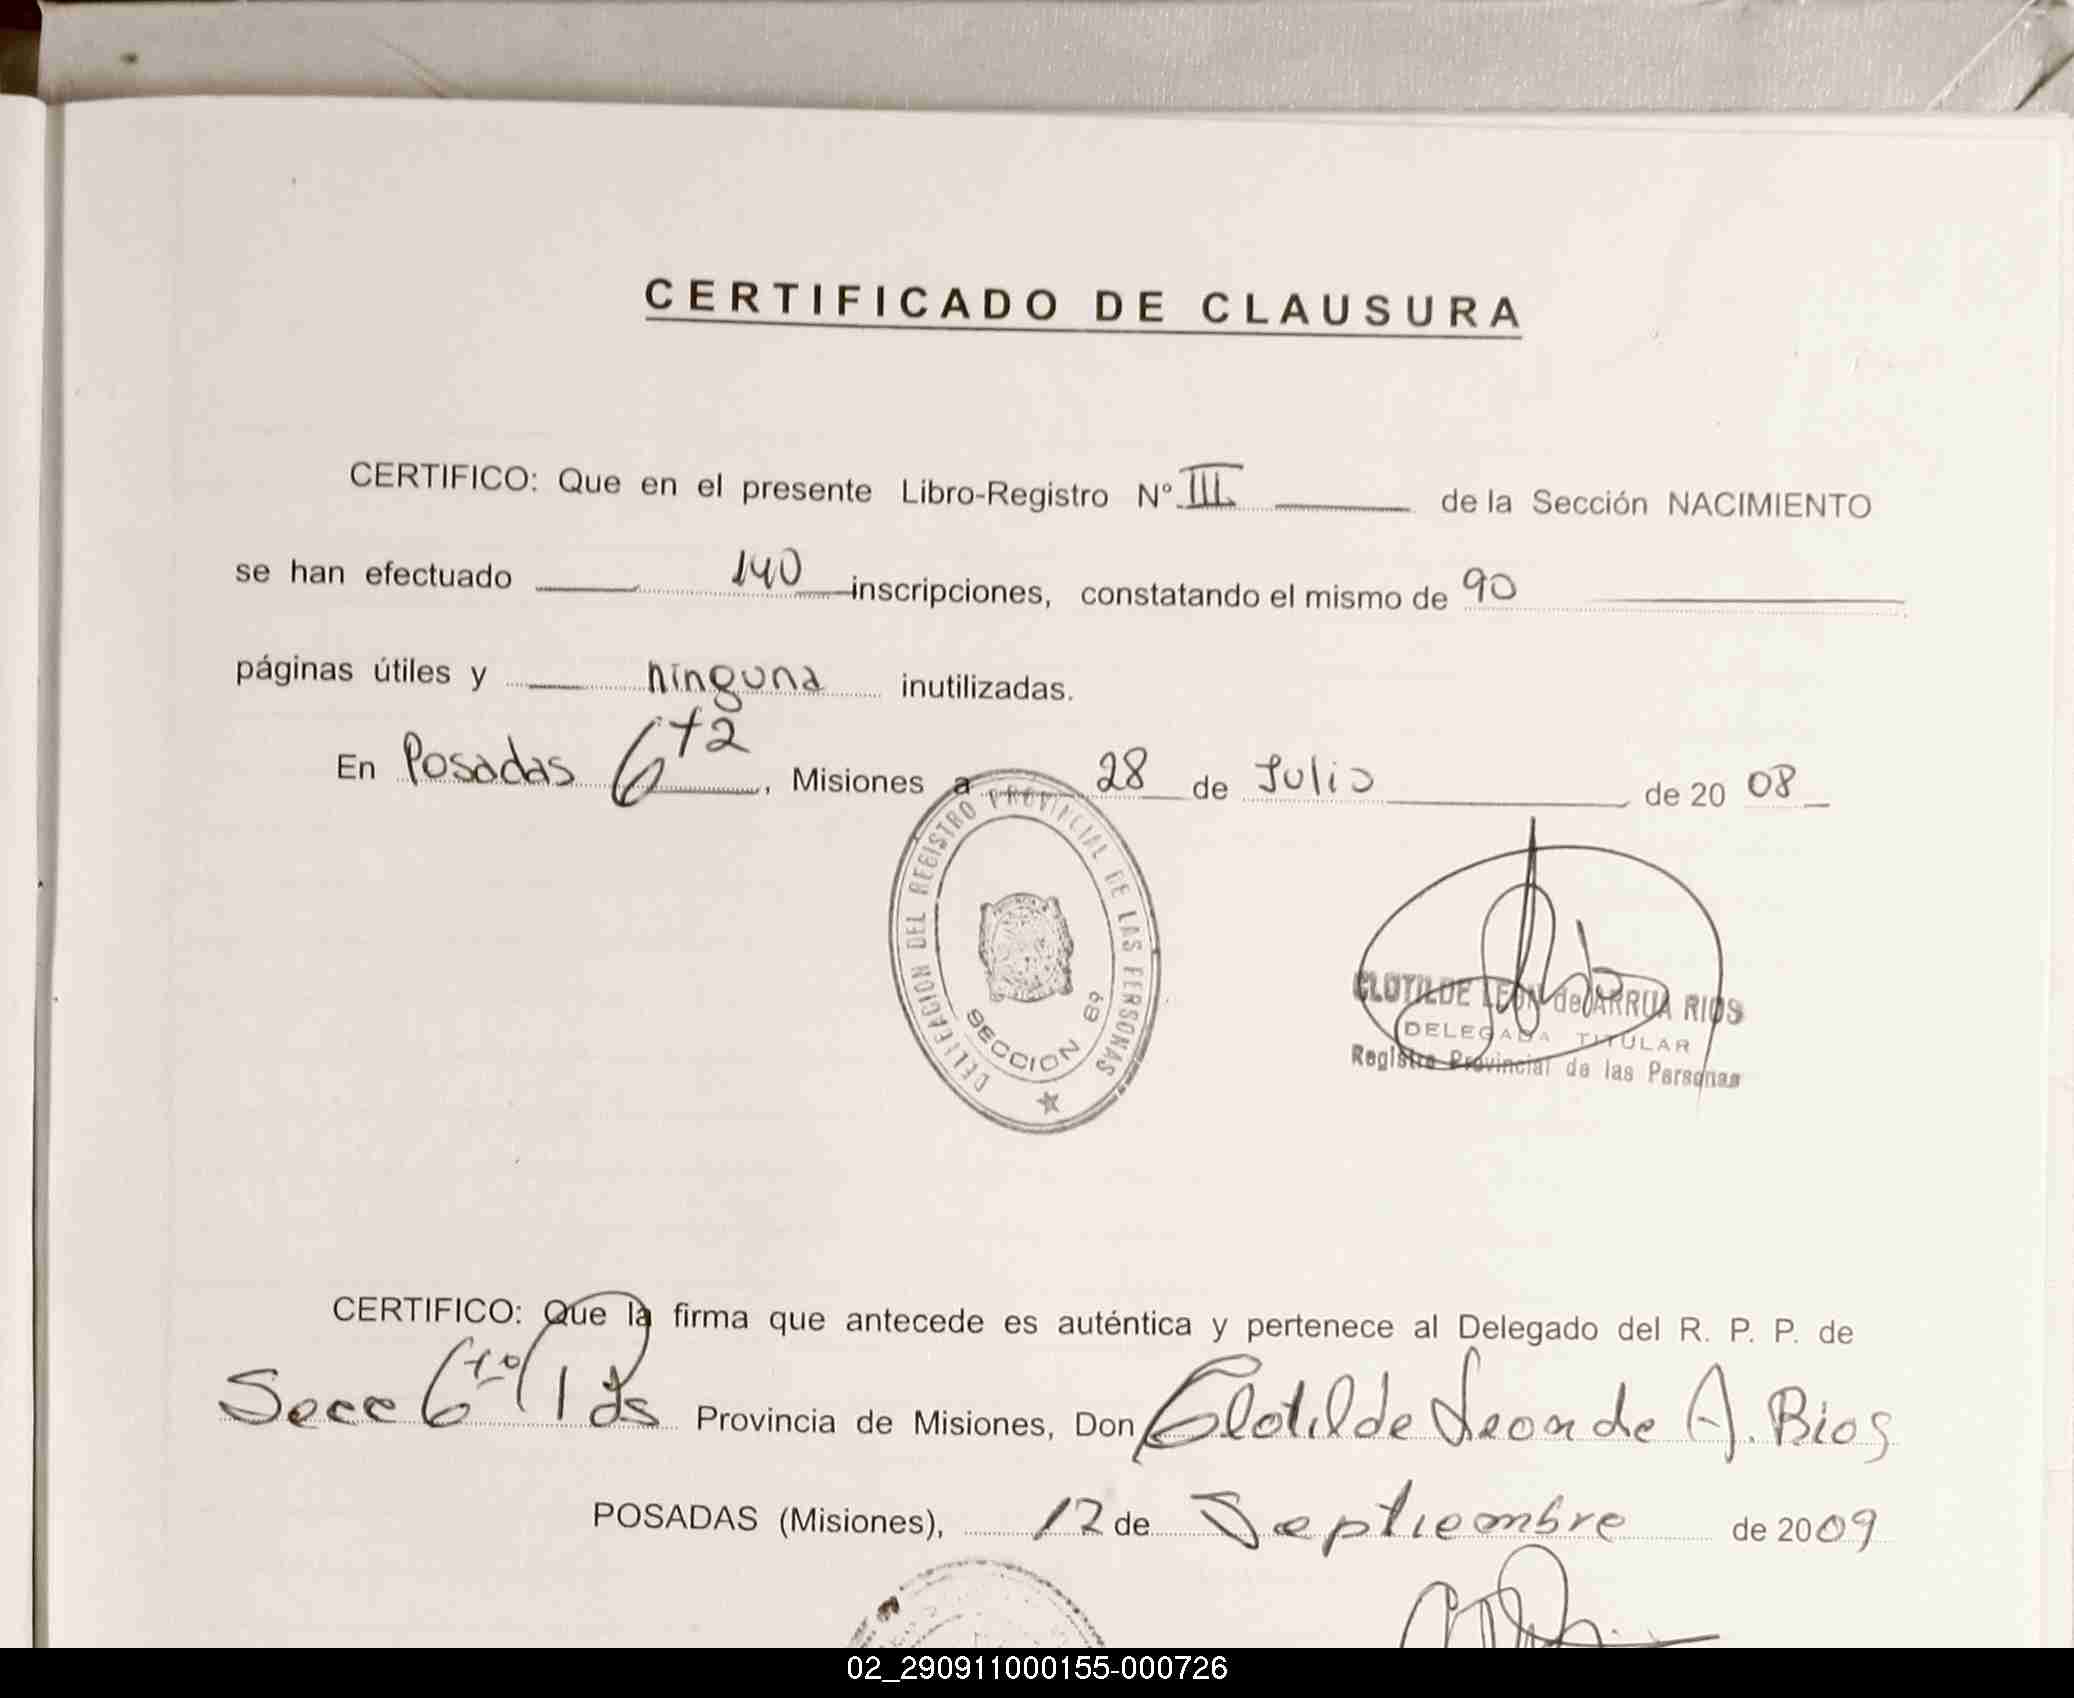 CERTIFICADO DE CLAUSURA
CERTIFICO: Que en el presente Libro-Registro Nº III de la Sección NACIMIENTO
se han efectuado 140 inscripciones, constatando el mismo de 90
páginas útiles y ninguna inutilizadas.
En Posadas 6ta, Misiones a 28 de Julio de 2008
DELEGACION DEL REGISTRO PROVINCIAL DE LAS PERSONAS
SECCION 69
CLOTILDE LEON de ARRUA RIOS
DELEGADA TITULAR
Registro Provincial de las Personas
CERTIFICO: Que la firma que antecede es auténtica y pertenece al Delegado del R. P. P. de
Secc 6to Pds Provincia de Misiones, Don Clotilde Leon de A. Rios
POSADAS (Misiones), 12 de Septiembre de 2009
02_290911000155-000726